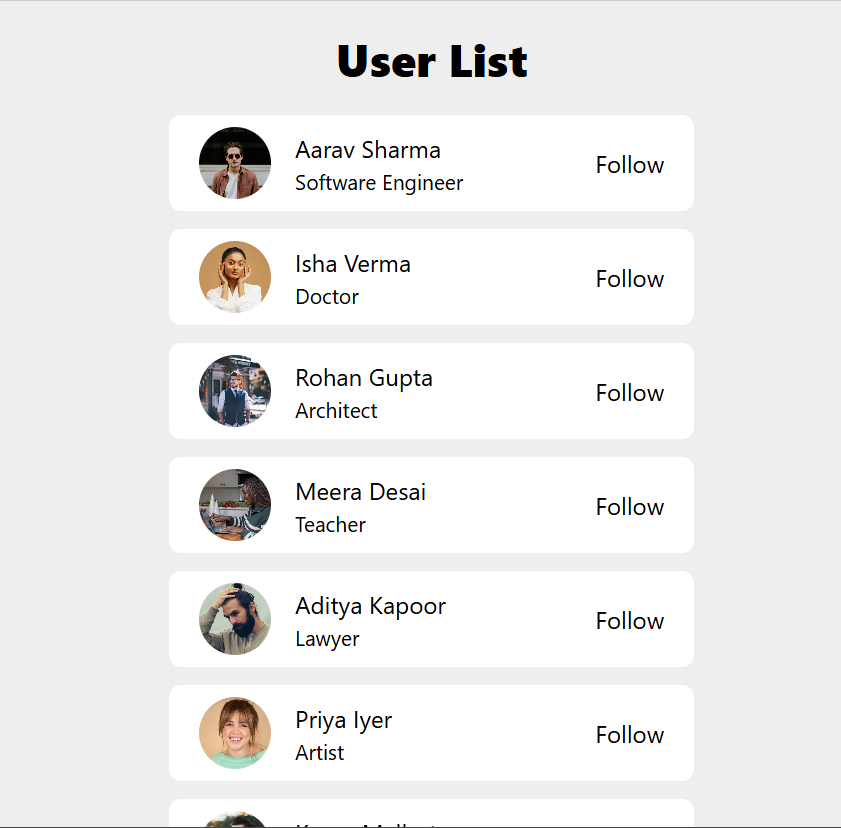 User List
Aarav Sharma
Software Engineer
Follow
Isha Verma
Doctor
Follow
Rohan Gupta
Architect
Follow
Meera Desai
Teacher
Follow
Aditya Kapoor
Lawyer
Follow
Priya Iyer
Artist
Follow